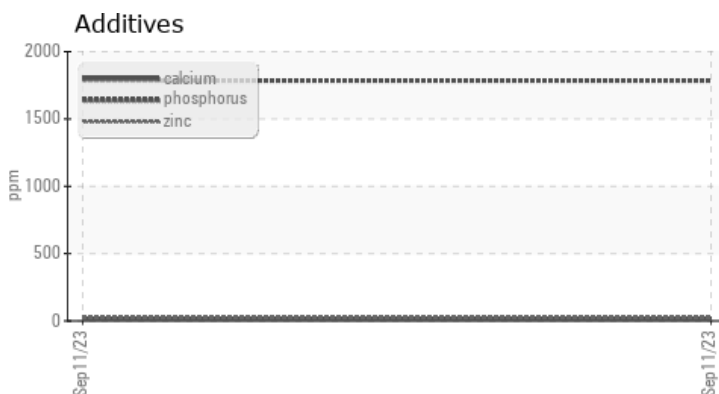 Additives
2000
1500
1000
500
0
ppm
calcium
phosphorus
zinc
Sep11/23
Sep11/23